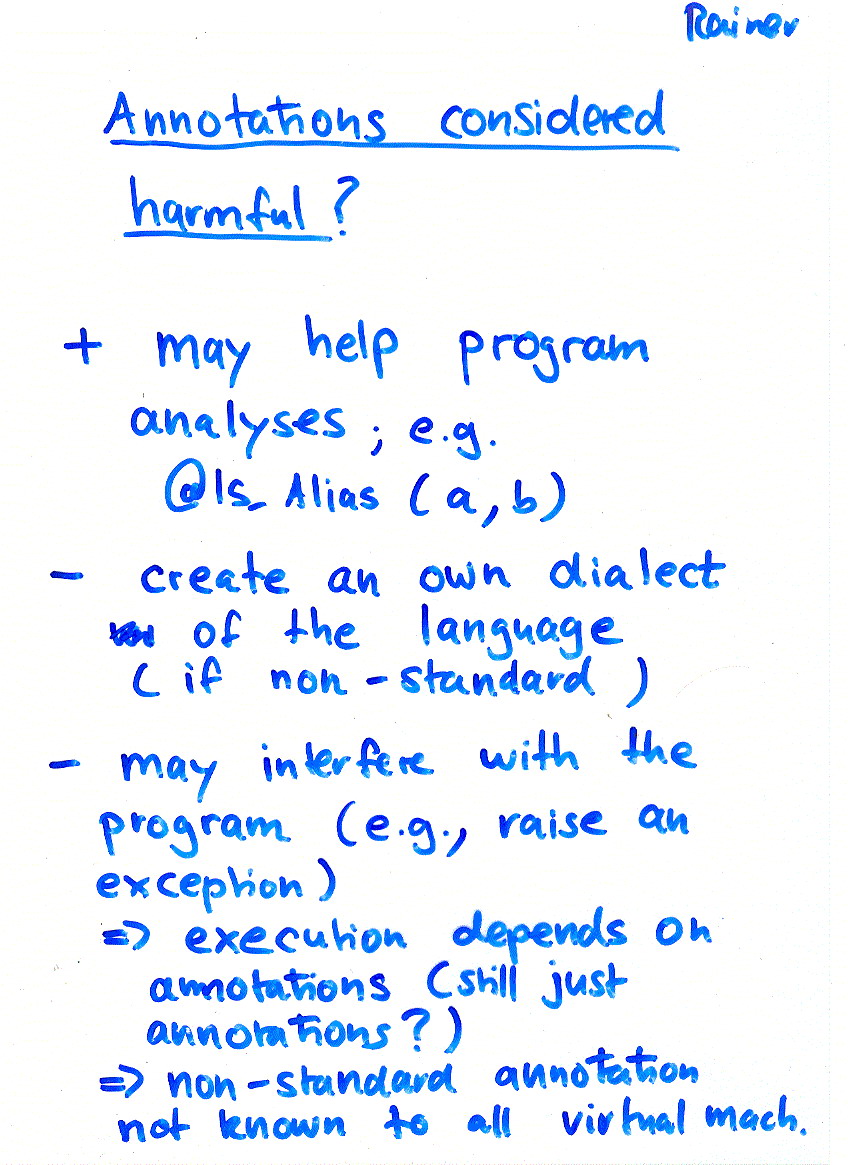 Rainer
Annotations considered
harmful?
+ may help program
analyses; e.g.
@Is_Alias (a,b)
- create an own dialect
of the language
(if non-standard)
- may interfere with the
program (e.g., raise an
exception)
=> execution depends on
annotations (still just
annotations?)
=> non-standard annotation
not known to all virtual mach.